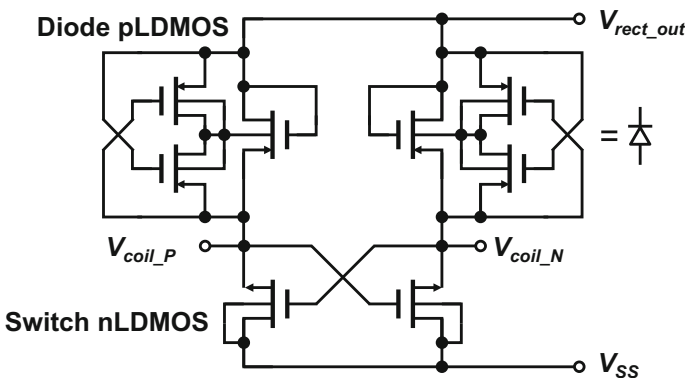 Diode pLDMOS
V_rect_out
=
V_coil_P
V_coil_N
Switch nLDMOS
V_SS